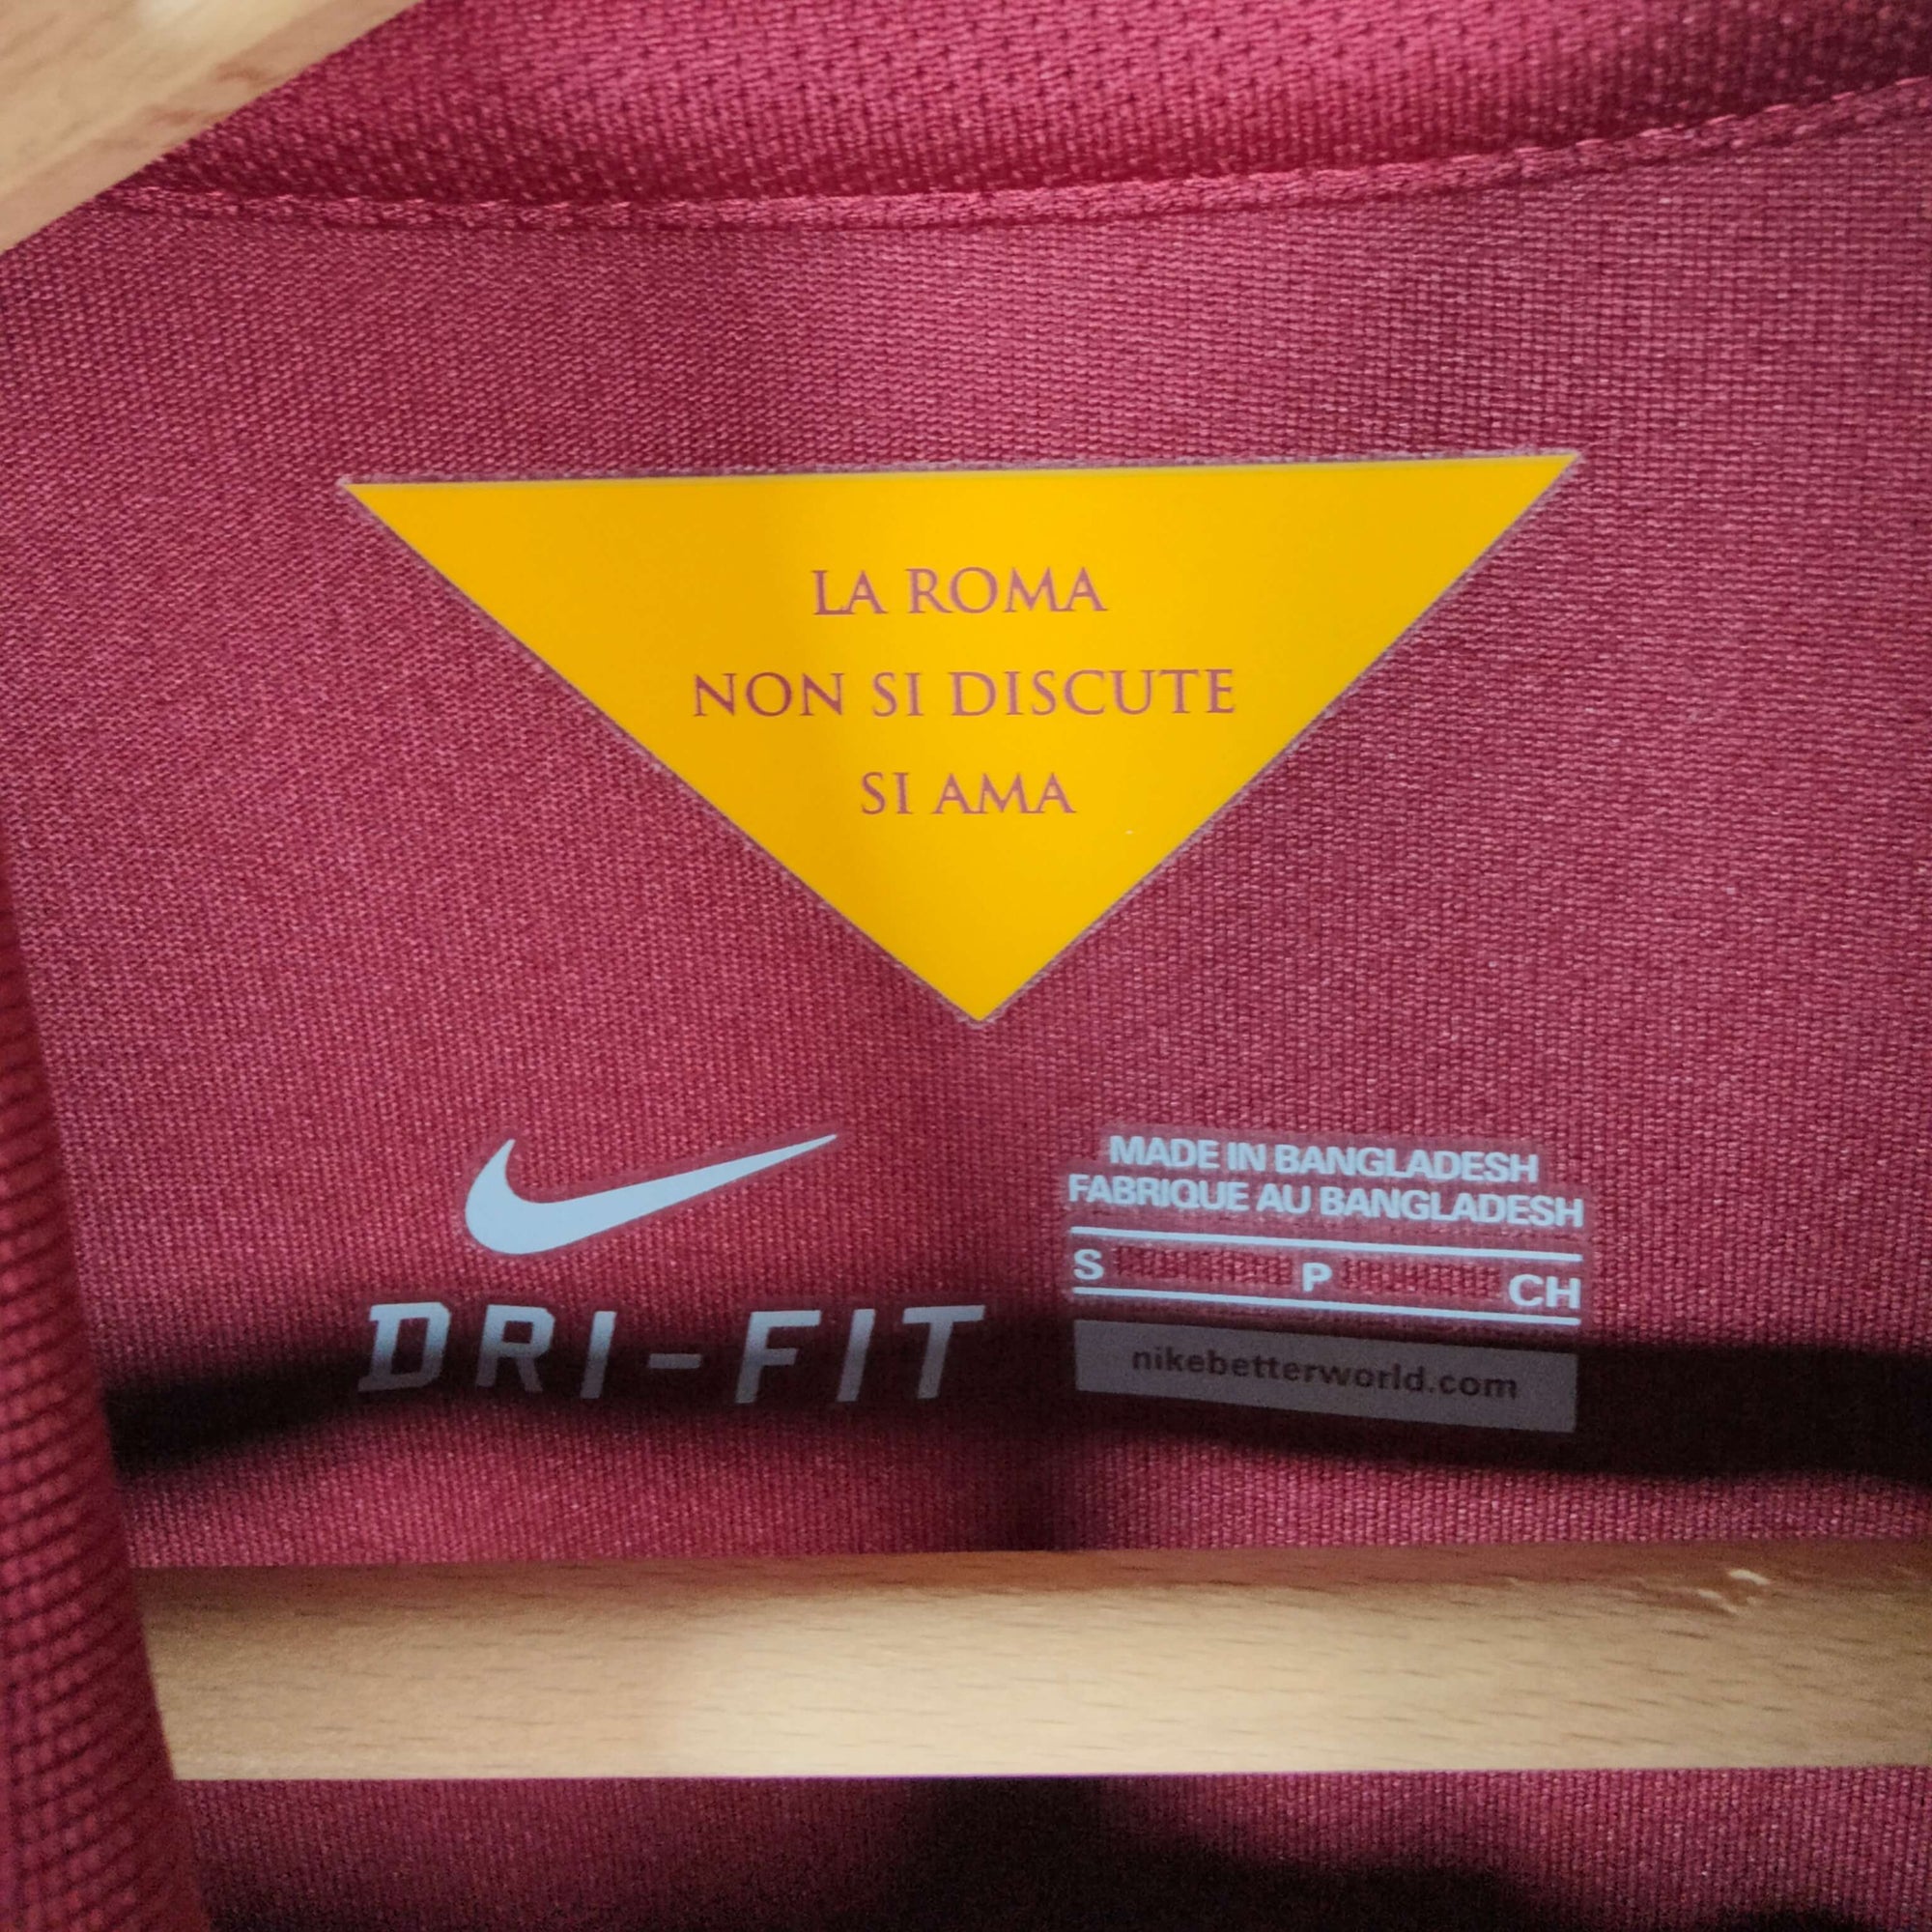 LA ROMA
NON SI DISCUTE
SI AMA
DRI-FIT
MADE IN BANGLADESH
FABRIQUE AU BANGLADESH
S P CH
nikebetterworld.com